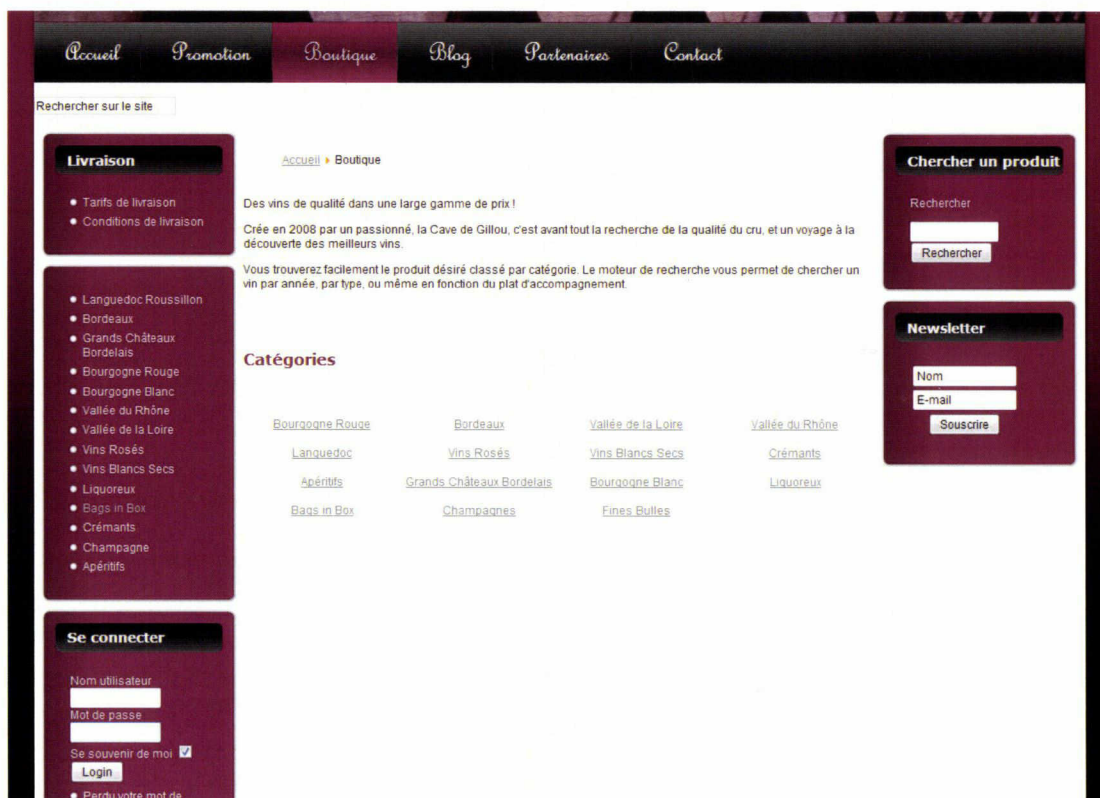 Accueil Promotion Boutique Blog Partenaires Contact
Rechercher sur le site
Livraison
Tarifs de livraison
Conditions de livraison
Languedoc Roussillon
Bordeaux
Grands Châteaux
Bordelais
Bourgogne Rouge
Bourgogne Blanc
Vallée du Rhône
Vallée de la Loire
Vins Rosés
Vins Blancs Secs
Liquoreux
Bags in Box
Crémants
Champagne
Apéritifs
Se connecter
Nom utilisateur
Mot de passe
Se souvenir de moi
Login
Perdu votre mot de
Accueil Boutique
Des vins de qualité dans une large gamme de prix !
Crée en 2008 par un passionné, la Cave de Gillou, c'est avant tout la recherche de la qualité du cru, et un voyage à la
découverte des meilleurs vins.
Vous trouverez facilement le produit désiré classé par catégorie. Le moteur de recherche vous permet de chercher un
vin par année, par type, ou même en fonction du plat d'accompagnement.
Catégories
Bourgogne Rouge Bordeaux Vallée de la Loire Vallée du Rhône
Languedoc Vins Rosés Vins Blancs Secs Crémants
Apéritifs Grands Châteaux Bordelais Bourgogne Blanc Liquoreux
Bags in Box Champagnes Fines Bulles
Chercher un produit
Rechercher
Rechercher
Newsletter
Nom
E-mail
Souscrire